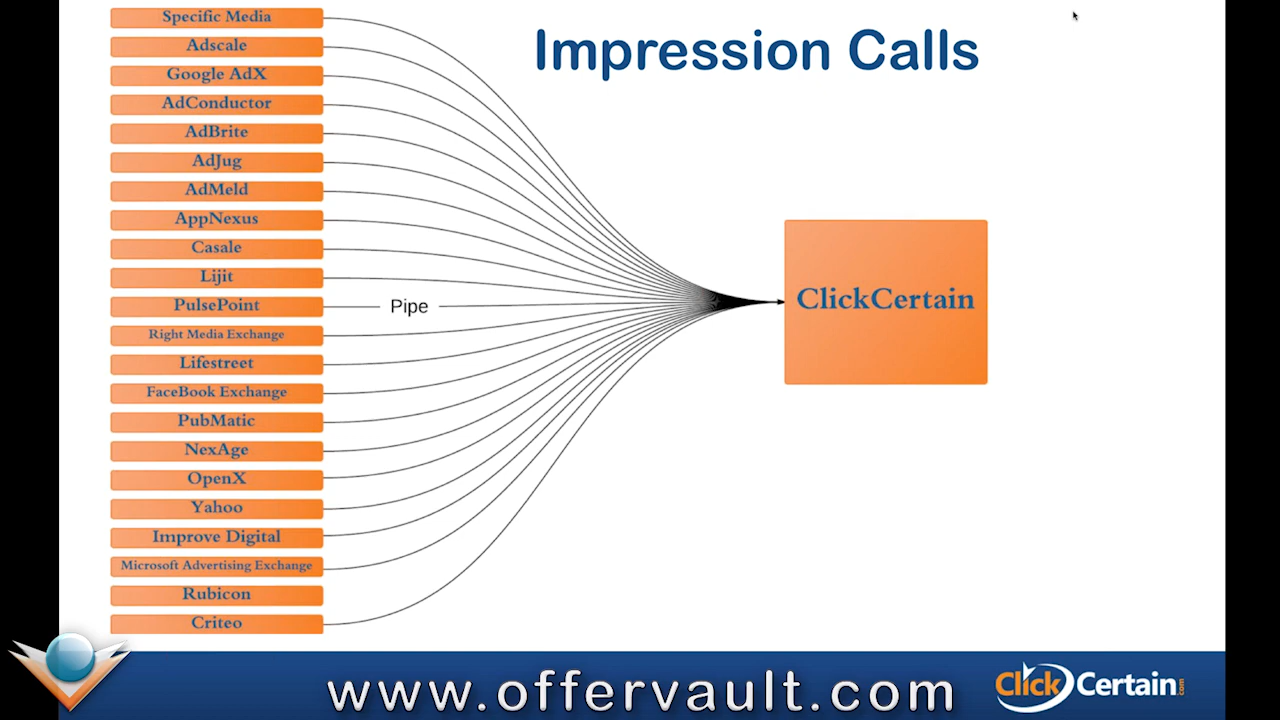 Impression Calls
Specific Media
Adscale
Google AdX
AdConductor
AdBrite
AdJug
AdMeld
AppNexus
Casale
Lijit
PulsePoint
Pipe
Right Media Exchange
Lifestreet
FaceBook Exchange
PubMatic
NexAge
OpenX
Yahoo
Improve Digital
Microsoft Advertising Exchange
Rubicon
Criteo
ClickCertain
www.offervault.com
ClickCertain.com